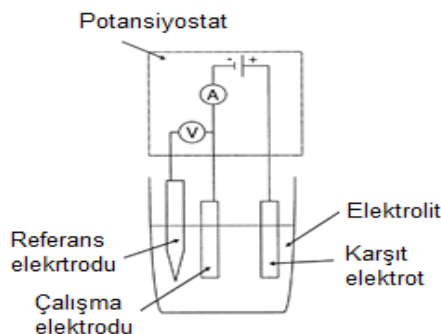 Potansiyostat
- +
A
V
Elektrolit
Referans
elekrtrodu
Karşıt
elektrot
Çalışma
elektrodu